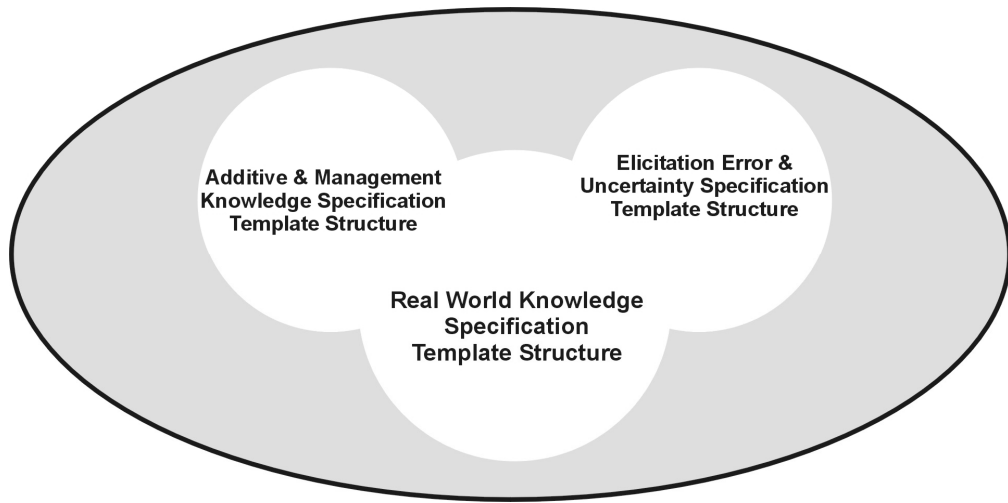 Additive & Management
Knowledge Specification
Template Structure
Elicitation Error &
Uncertainty Specification
Template Structure
Real World Knowledge
Specification
Template Structure